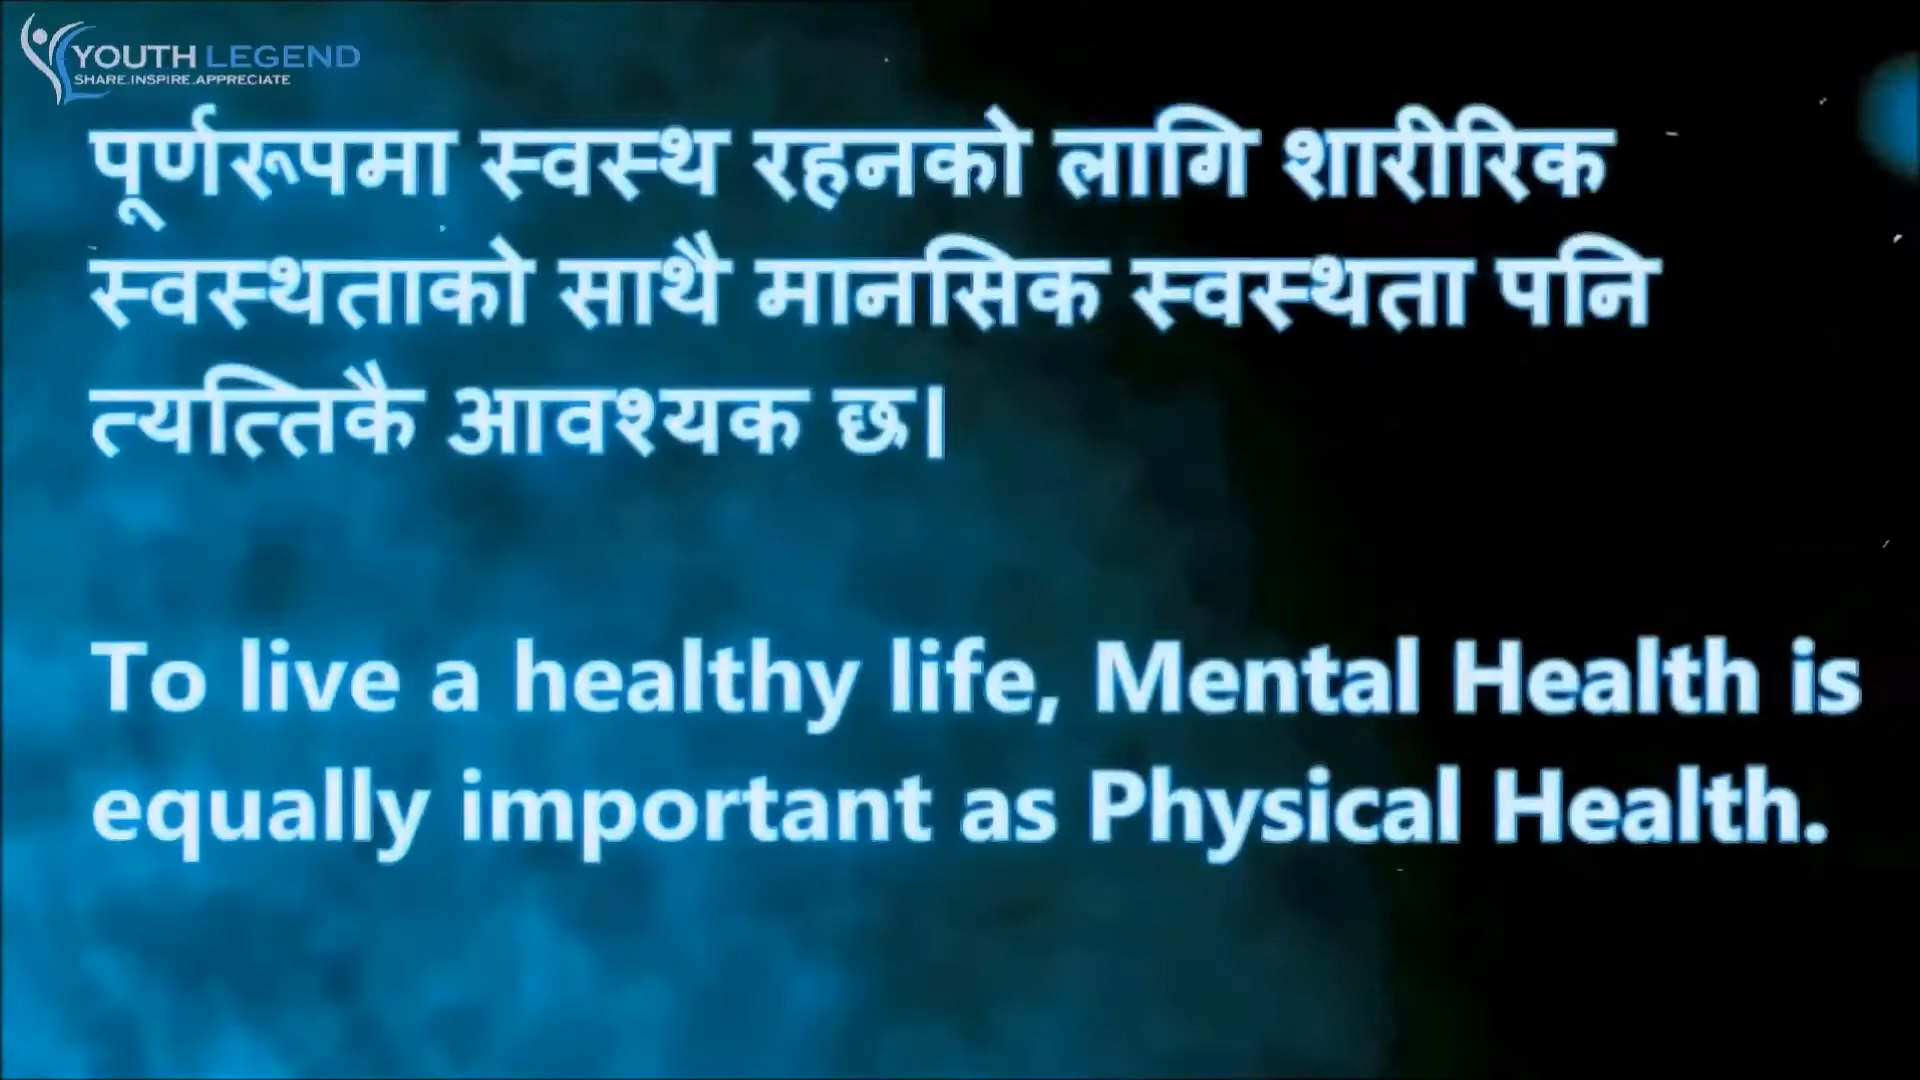 YOUTH LEGEND
SHARE.INSPIRE.APPRECIATE
पूर्णरूपमा स्वस्थ रहनको लागि शारीरिक
स्वस्थताको साथै मानसिक स्वस्थता पनि
त्यत्तिकै आवश्यक छ।
To live a healthy life, Mental Health is
equally important as Physical Health.